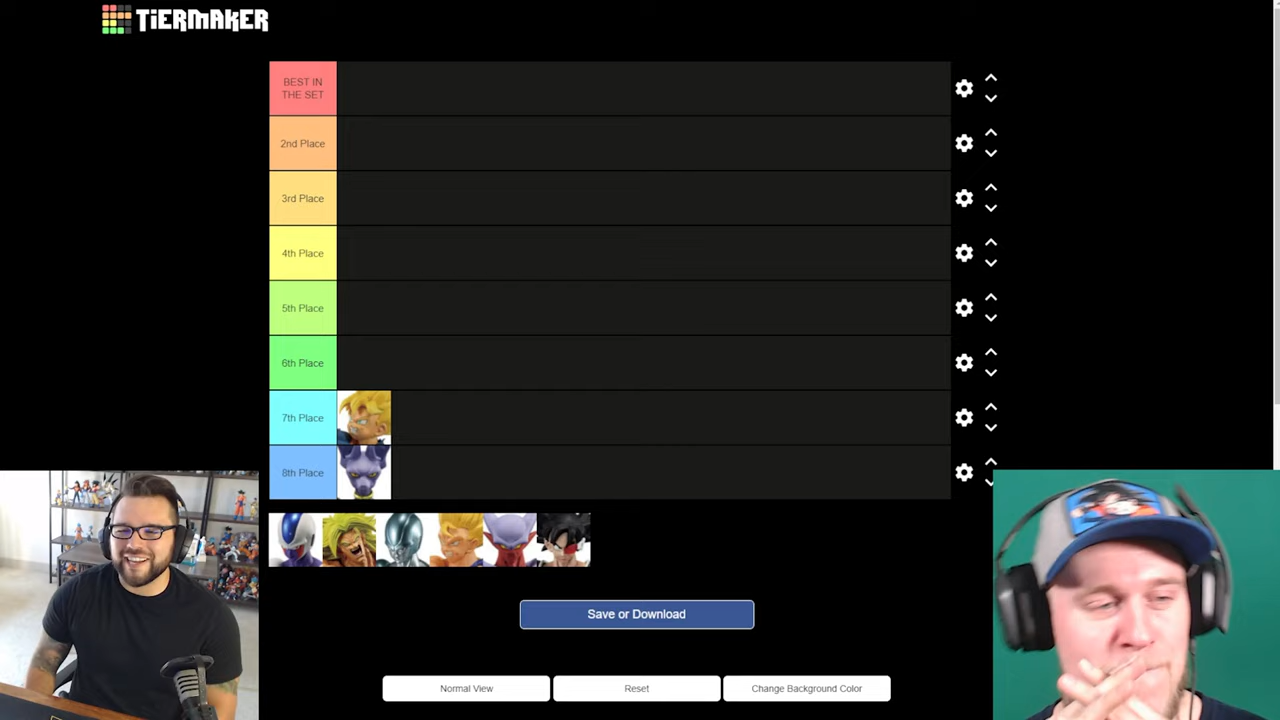 TiERMAKER
BEST IN
THE SET
2nd Place
3rd Place
4th Place
5th Place
6th Place
7th Place
8th Place
Save or Download
Normal View
Reset
Change Background Color